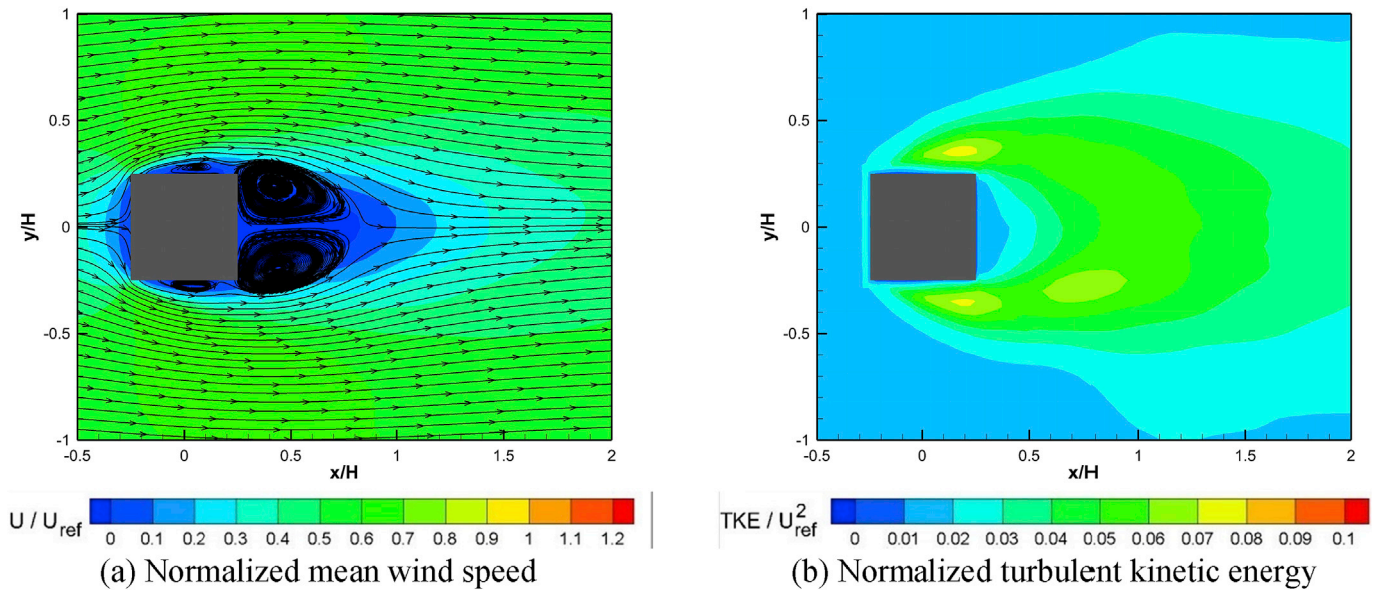 1
0.5
y/H
0
-0.5
-1
-0.5 0 0.5 1 1.5 2
x/H
U / U_ref
0 0.1 0.2 0.3 0.4 0.5 0.6 0.7 0.8 0.9 1 1.1 1.2
(a) Normalized mean wind speed
1
0.5
y/H
0
-0.5
-1
-0.5 0 0.5 1 1.5 2
x/H
TKE / U²_ref
0 0.01 0.02 0.03 0.04 0.05 0.06 0.07 0.08 0.09 0.1
(b) Normalized turbulent kinetic energy